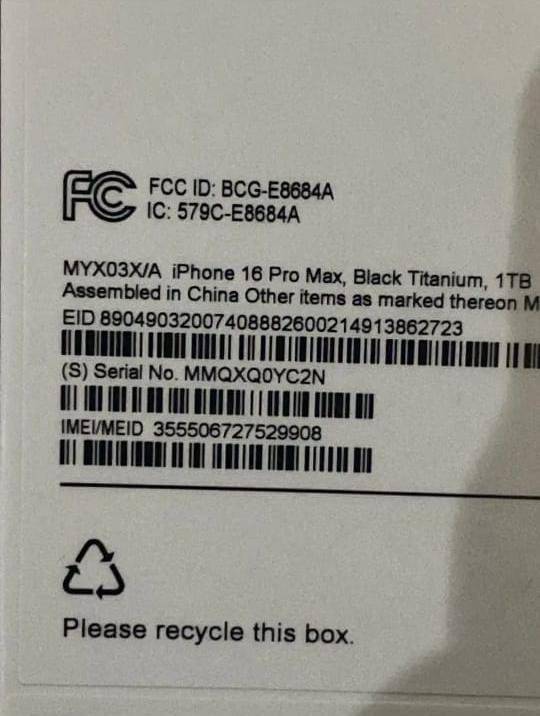 FC FCC ID: BCG-E8684A
IC: 579C-E8684A
MYX03X/A iPhone 16 Pro Max, Black Titanium, 1TB
Assembled in China Other items as marked thereon M
EID 89049032007408882600214913862723
(S) Serial No. MMQXQ0YC2N
IMEI/MEID 355506727529908
Please recycle this box.